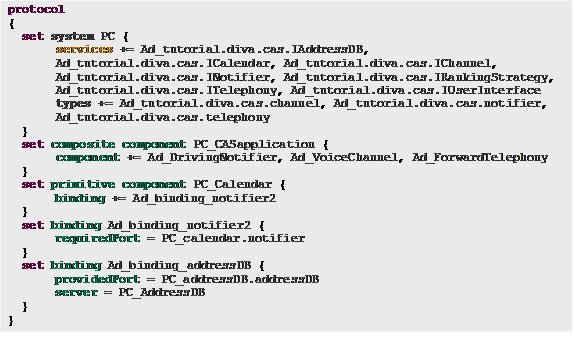 protocol
{
set system PC {
services += Ad_tutorial.diva.cas.IAddressDB,
Ad_tutorial.diva.cas.ICalendar, Ad_tutorial.diva.cas.IChannel,
Ad_tutorial.diva.cas.INotifier, Ad_tutorial.diva.cas.IRankingStrategy,
Ad_tutorial.diva.cas.ITelephony, Ad_tutorial.diva.cas.IUserInterface
types += Ad_tutorial.diva.cas.channel, Ad_tutorial.diva.cas.notifier,
Ad_tutorial.diva.cas.telephony
}
set composite component PC_CASapplication {
component += Ad_DrivingNotifier, Ad_VoiceChannel, Ad_ForwardTelephony
}
set primitive component PC_Calendar {
binding += Ad_binding_notifier2
}
set binding Ad_binding_notifier2 {
requiredPort = PC_calendar.notifier
}
set binding Ad_binding_addressDB {
providedPort = PC_addressDB.addressDB
server = PC_AddressDB
}
}